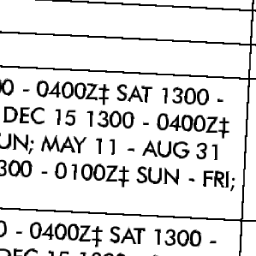 00 - 0400Z‡ SAT 1300 -
DEC 15 1300 - 0400Z‡
UN; MAY 11 - AUG 31
300 - 0100Z‡ SUN - FRI;
0 - 0400Z‡ SAT 1300 -